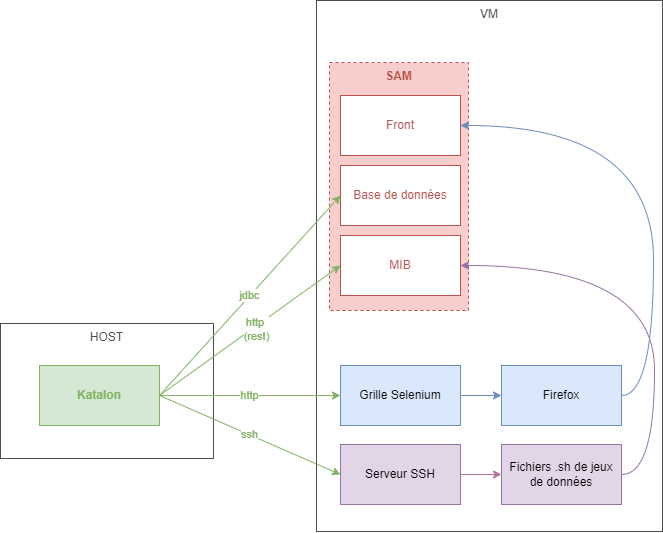 VM
SAM
Front
Base de données
MIB
jdbc
http
(rest)
HOST
Katalon
http
Grille Selenium
Firefox
ssh
Serveur SSH
Fichiers .sh de jeux
de données